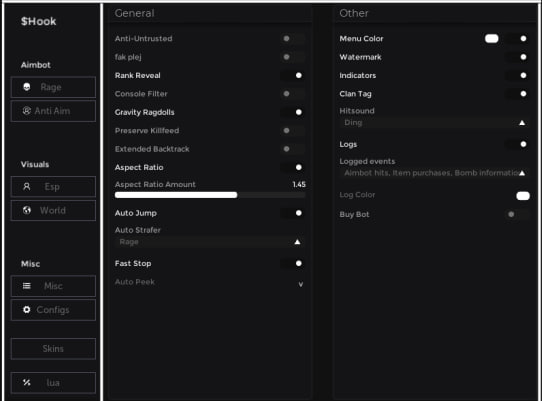 $Hook
Aimbot
Rage
Anti Aim
Visuals
Esp
World
Misc
Misc
Configs
Skins
lua
General
Anti-Untrusted
fak plej
Rank Reveal
Console Filter
Gravity Ragdolls
Preserve Killfeed
Extended Backtrack
Aspect Ratio
Aspect Ratio Amount 1.45
Auto Jump
Auto Strafer
Rage
Fast Stop
Auto Peek v
Other
Menu Color
Watermark
Indicators
Clan Tag
Hitsound
Ding
Logs
Logged events
Aimbot hits, Item purchases, Bomb informatio
Log Color
Buy Bot